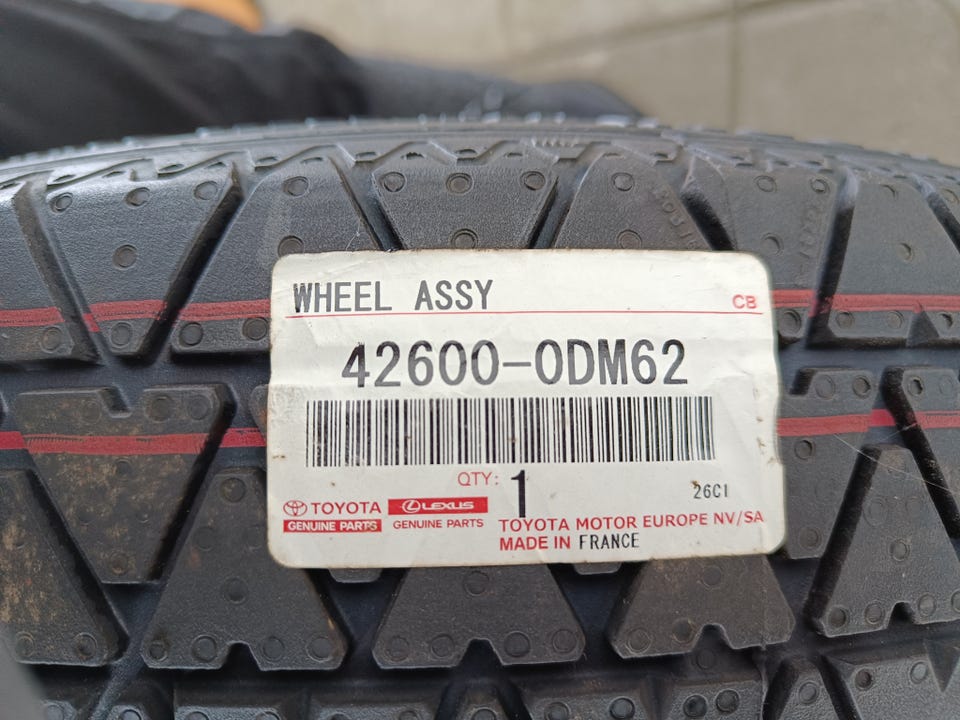 WHEEL ASSY
CB
42600-0DM62
QTY: 1
26C1
TOYOTA
GENUINE PARTS
LEXUS
GENUINE PARTS
TOYOTA MOTOR EUROPE NV/SA
MADE IN FRANCE